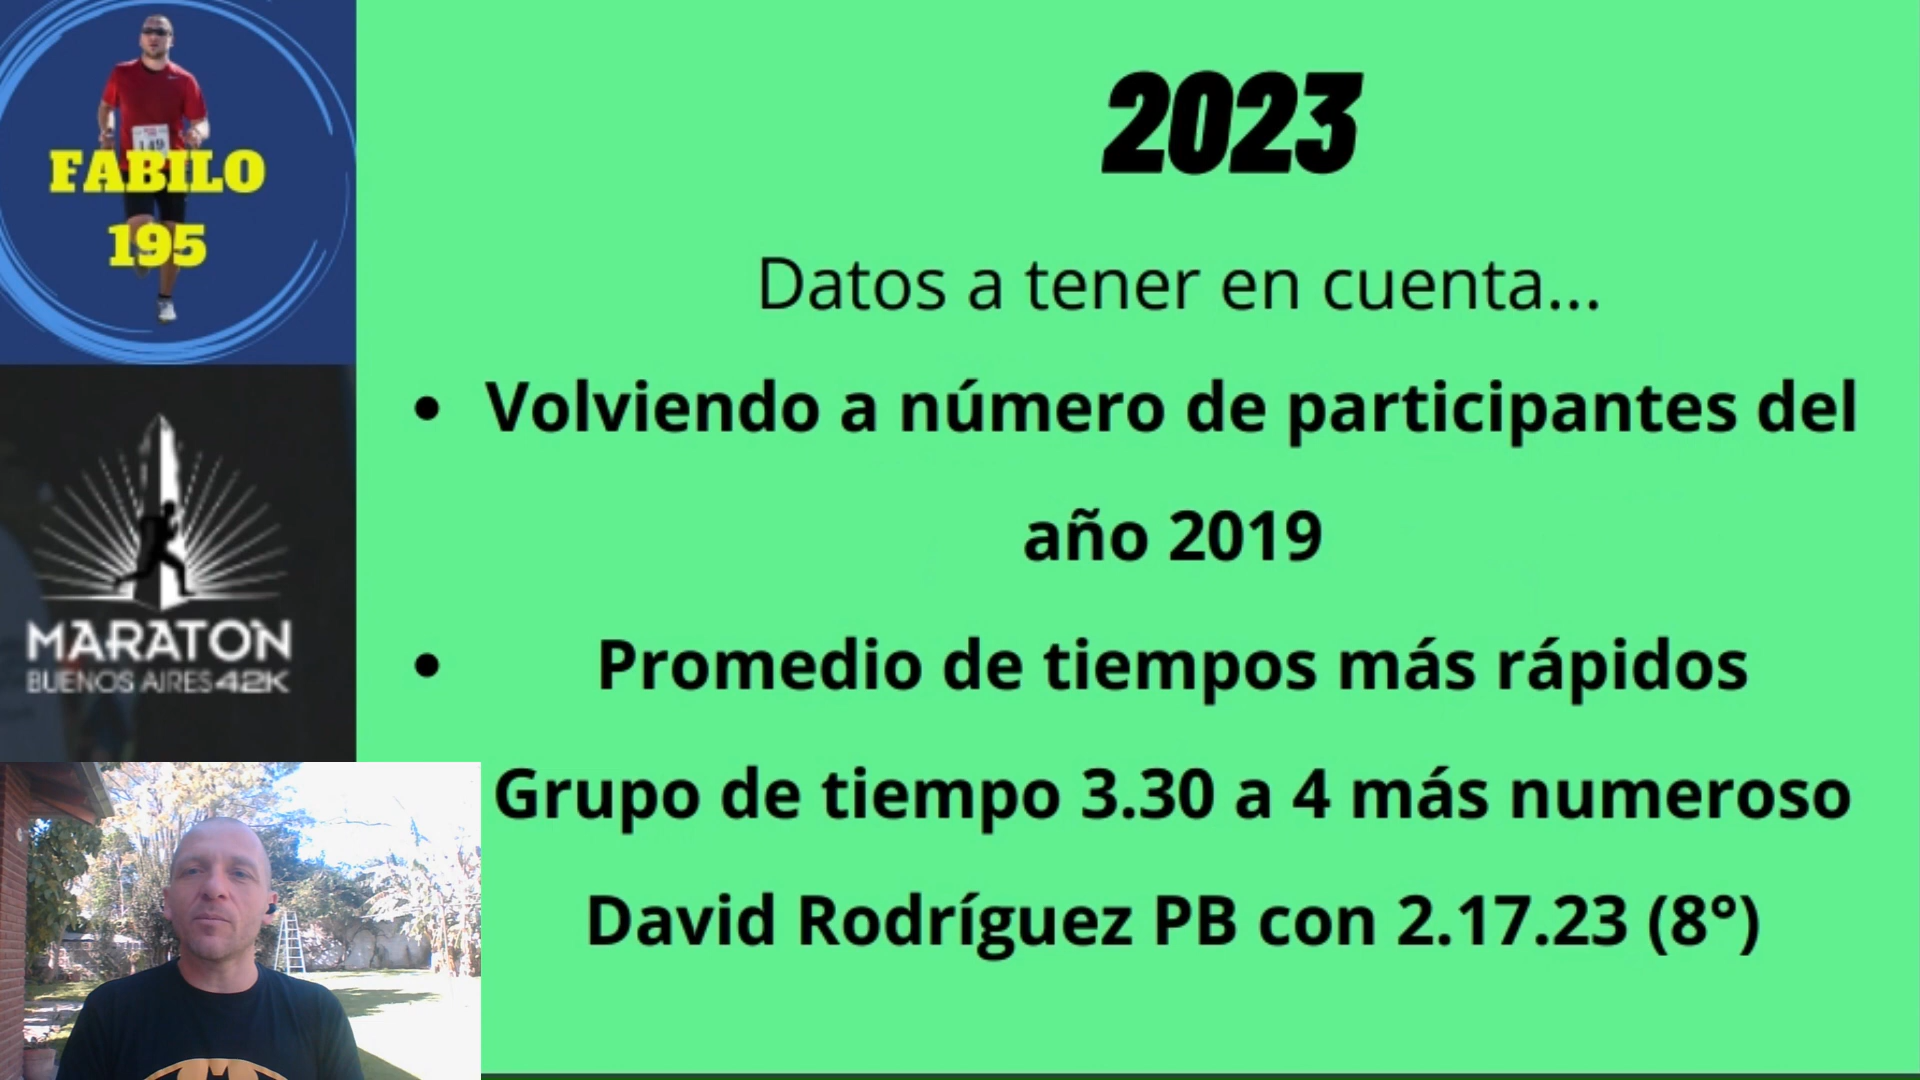 149
FABILO
195
MARATON
BUENOS AIRES 42K
2023
Datos a tener en cuenta...
• Volviendo a número de participantes del
año 2019
• Promedio de tiempos más rápidos
Grupo de tiempo 3.30 a 4 más numeroso
David Rodríguez PB con 2.17.23 (8°)